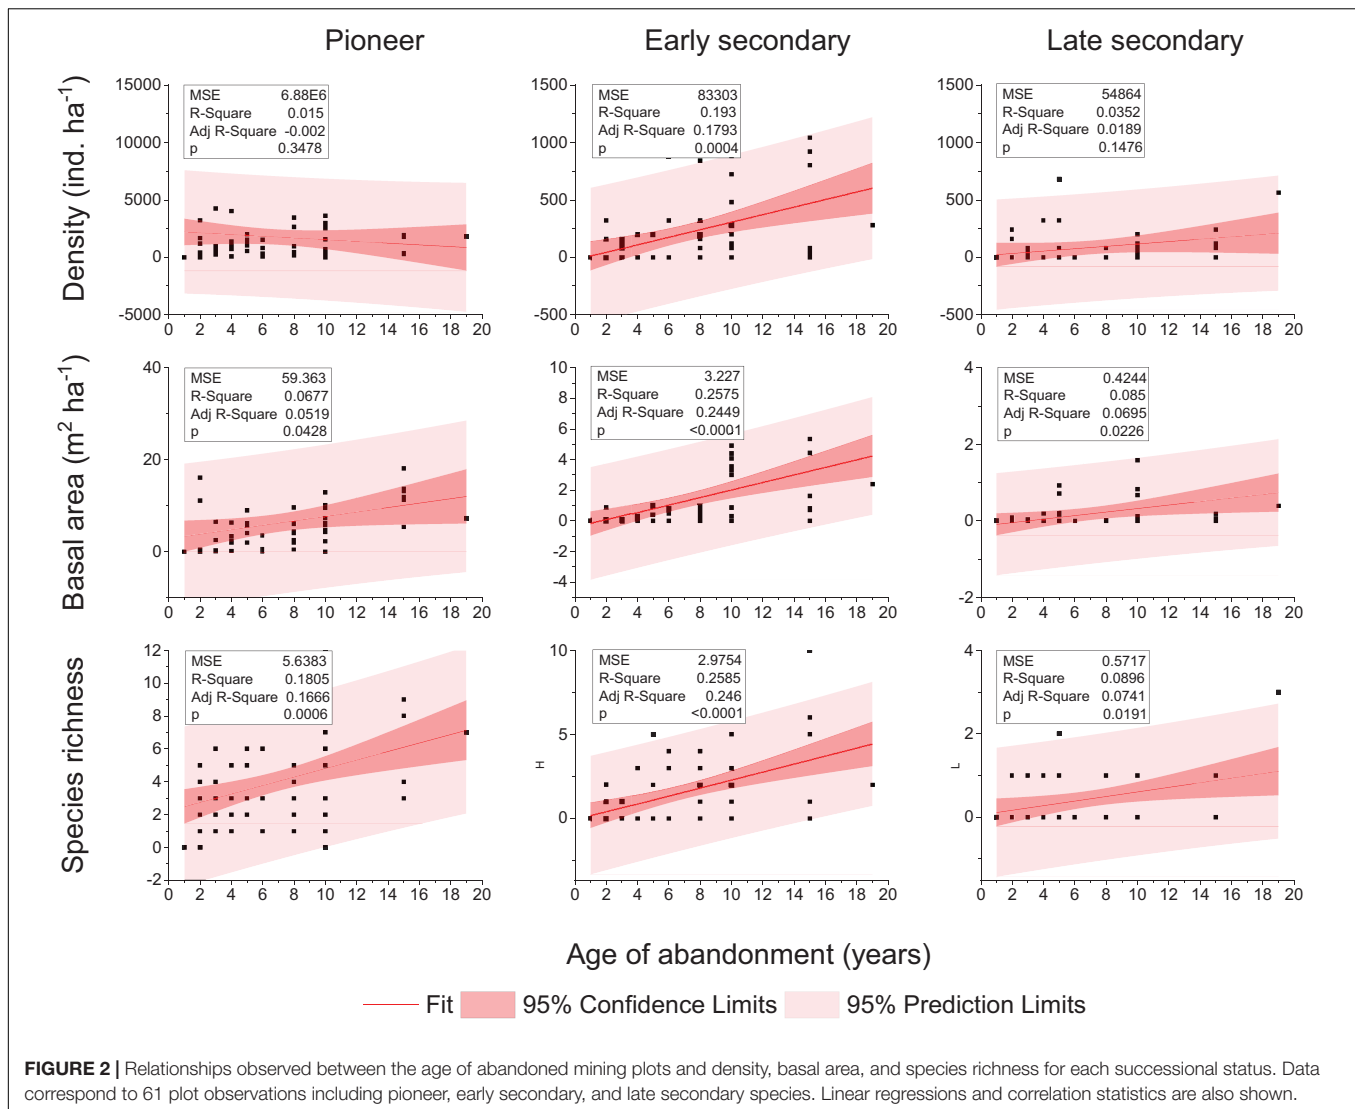 Pioneer
Early secondary
Late secondary
Density (ind. ha⁻¹)
15000
10000
5000
0
-5000
MSE 6.88E6
R-Square 0.015
Adj R-Square -0.002
p 0.3478
0 2 4 6 8 10 12 14 16 18 20
1500
1000
500
0
-500
MSE 83303
R-Square 0.193
Adj R-Square 0.1793
p 0.0004
0 2 4 6 8 10 12 14 16 18 20
1500
1000
500
0
-500
MSE 54864
R-Square 0.0352
Adj R-Square 0.0189
p 0.1476
0 2 4 6 8 10 12 14 16 18 20
Basal area (m² ha⁻¹)
40
20
0
MSE 59.363
R-Square 0.0677
Adj R-Square 0.0519
p 0.0428
0 2 4 6 8 10 12 14 16 18 20
10
8
6
4
2
0
-2
-4
MSE 3.227
R-Square 0.2575
Adj R-Square 0.2449
p <0.0001
0 2 4 6 8 10 12 14 16 18 20
4
2
0
-2
MSE 0.4244
R-Square 0.085
Adj R-Square 0.0695
p 0.0226
0 2 4 6 8 10 12 14 16 18 20
Species richness
12
10
8
6
4
2
0
-2
MSE 5.6383
R-Square 0.1805
Adj R-Square 0.1666
p 0.0006
0 2 4 6 8 10 12 14 16 18 20
H
10
5
0
MSE 2.9754
R-Square 0.2585
Adj R-Square 0.246
p <0.0001
0 2 4 6 8 10 12 14 16 18 20
L
4
2
0
MSE 0.5717
R-Square 0.0896
Adj R-Square 0.0741
p 0.0191
0 2 4 6 8 10 12 14 16 18 20
Age of abandonment (years)
Fit 95% Confidence Limits 95% Prediction Limits
FIGURE 2 | Relationships observed between the age of abandoned mining plots and density, basal area, and species richness for each successional status. Data
correspond to 61 plot observations including pioneer, early secondary, and late secondary species. Linear regressions and correlation statistics are also shown.